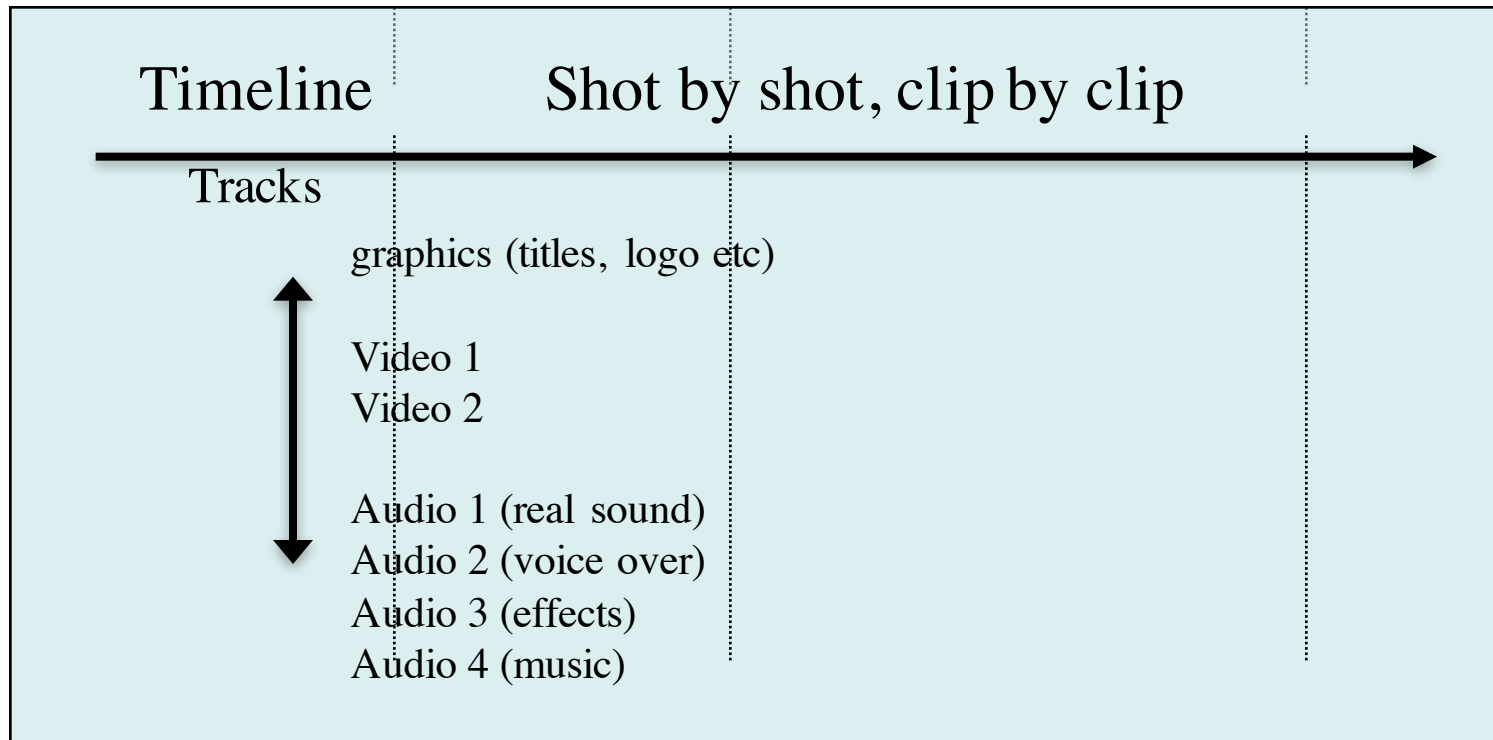 Timeline Shot by shot, clip by clip
Tracks
graphics (titles, logo etc)
Video 1
Video 2
Audio 1 (real sound)
Audio 2 (voice over)
Audio 3 (effects)
Audio 4 (music)